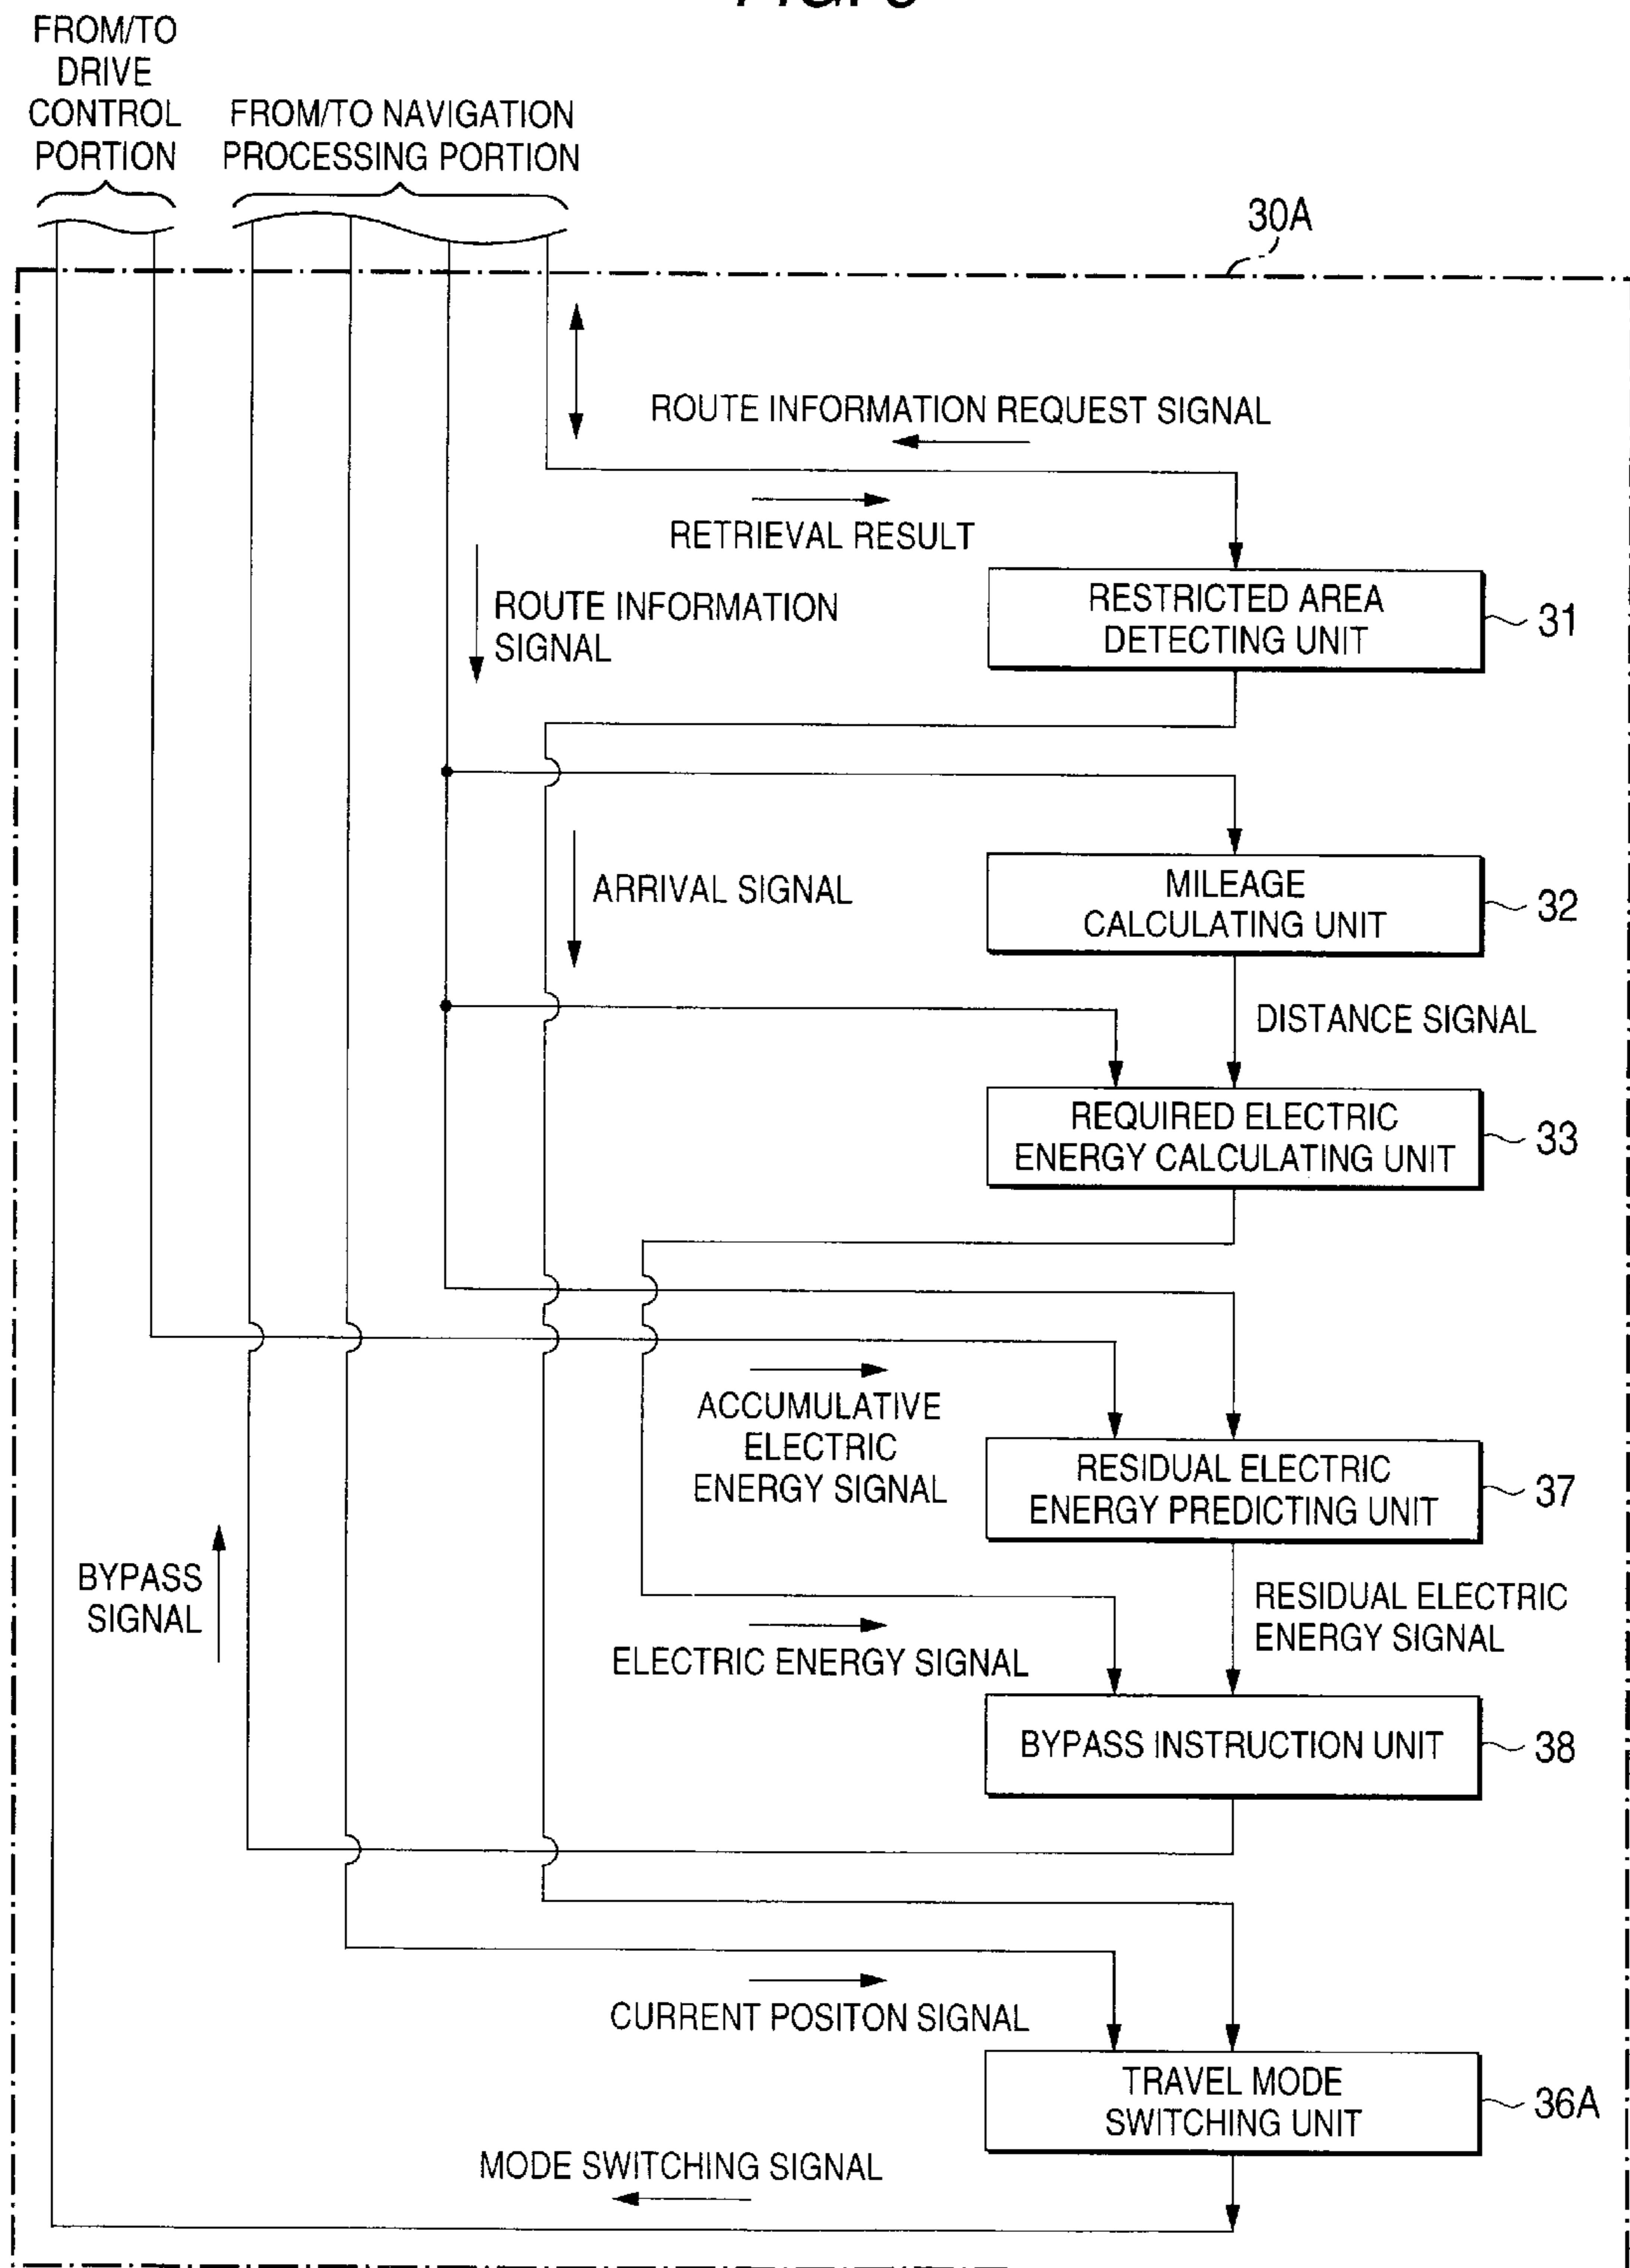 FROM/TO
DRIVE
CONTROL
PORTION
FROM/TO NAVIGATION
PROCESSING PORTION
30A
ROUTE INFORMATION REQUEST SIGNAL
RETRIEVAL RESULT
ROUTE INFORMATION
SIGNAL
RESTRICTED AREA
DETECTING UNIT
31
ARRIVAL SIGNAL
MILEAGE
CALCULATING UNIT
32
DISTANCE SIGNAL
REQUIRED ELECTRIC
ENERGY CALCULATING UNIT
33
ACCUMULATIVE
ELECTRIC
ENERGY SIGNAL
RESIDUAL ELECTRIC
ENERGY PREDICTING UNIT
37
BYPASS
SIGNAL
RESIDUAL ELECTRIC
ENERGY SIGNAL
ELECTRIC ENERGY SIGNAL
BYPASS INSTRUCTION UNIT
38
CURRENT POSITON SIGNAL
TRAVEL MODE
SWITCHING UNIT
36A
MODE SWITCHING SIGNAL